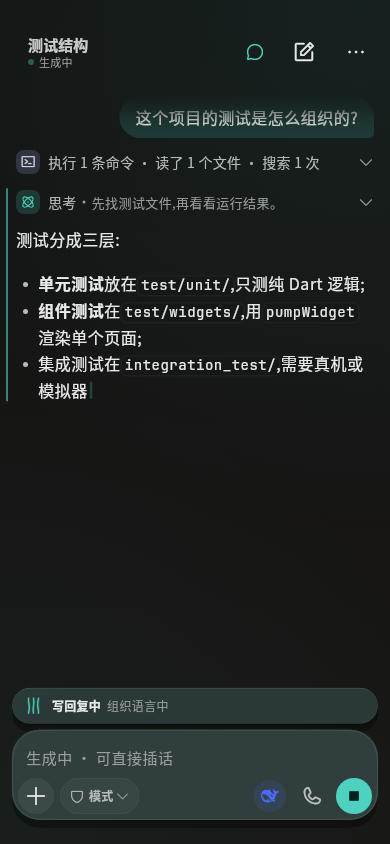 测试结构
生成中
这个项目的测试是怎么组织的?
执行 1 条命令 · 读了 1 个文件 · 搜索 1 次
思考 · 先找测试文件,再看看运行结果。
测试分成三层:
• 单元测试放在 test/unit/,只测纯 Dart 逻辑;
• 组件测试在 test/widgets/,用 pumpWidget
渲染单个页面;
• 集成测试在 integration_test/,需要真机或
模拟器
写回复中 组织语言中
生成中 · 可直接插话
模式